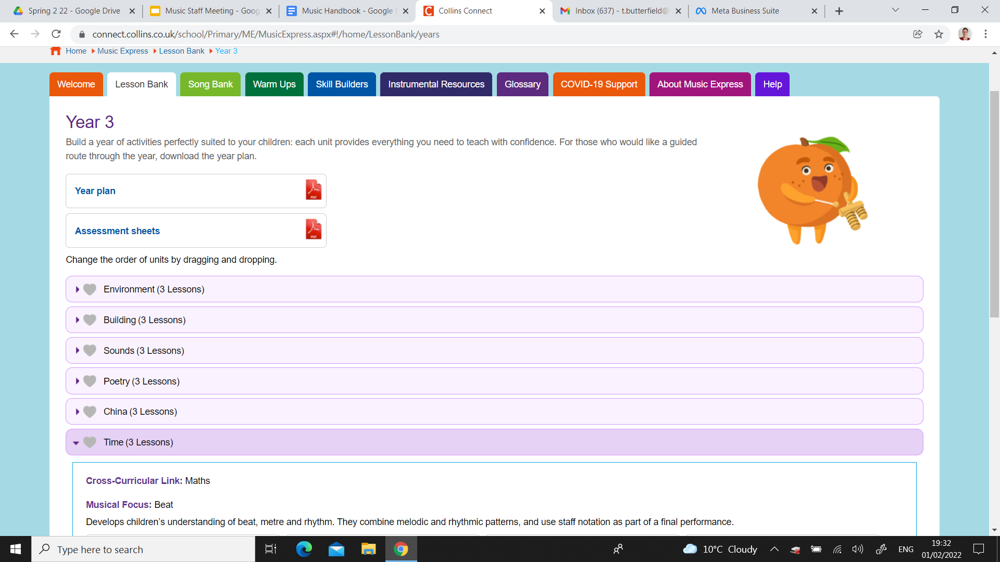 Spring 2 22 - Google Drive
Music Staff Meeting - Goog
Music Handbook - Google
Collins Connect
Inbox (637) - t.butterfield@
Meta Business Suite
connect.collins.co.uk/school/Primary/ME/MusicExpress.aspx#!/home/LessonBank/years
Home Music Express Lesson Bank Year 3
Welcome
Lesson Bank
Song Bank
Warm Ups
Skill Builders
Instrumental Resources
Glossary
COVID-19 Support
About Music Express
Help
Year 3
Build a year of activities perfectly suited to your children: each unit provides everything you need to teach with confidence. For those who would like a guided
route through the year, download the year plan.
Year plan
PDF
Assessment sheets
PDF
Change the order of units by dragging and dropping.
Environment (3 Lessons)
Building (3 Lessons)
Sounds (3 Lessons)
Poetry (3 Lessons)
China (3 Lessons)
Time (3 Lessons)
Cross-Curricular Link: Maths
Musical Focus: Beat
Develops children's understanding of beat, metre and rhythm. They combine melodic and rhythmic patterns, and use staff notation as part of a final performance.
Type here to search
10°C Cloudy
ENG
19:32
01/02/2022